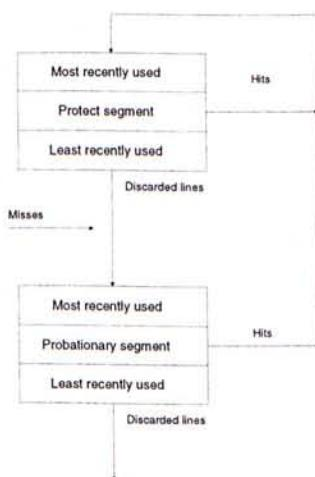 Most recently used
Hits
Protect segment
Least recently used
Discarded lines
Misses
Most recently used
Hits
Probationary segment
Least recently used
Discarded lines